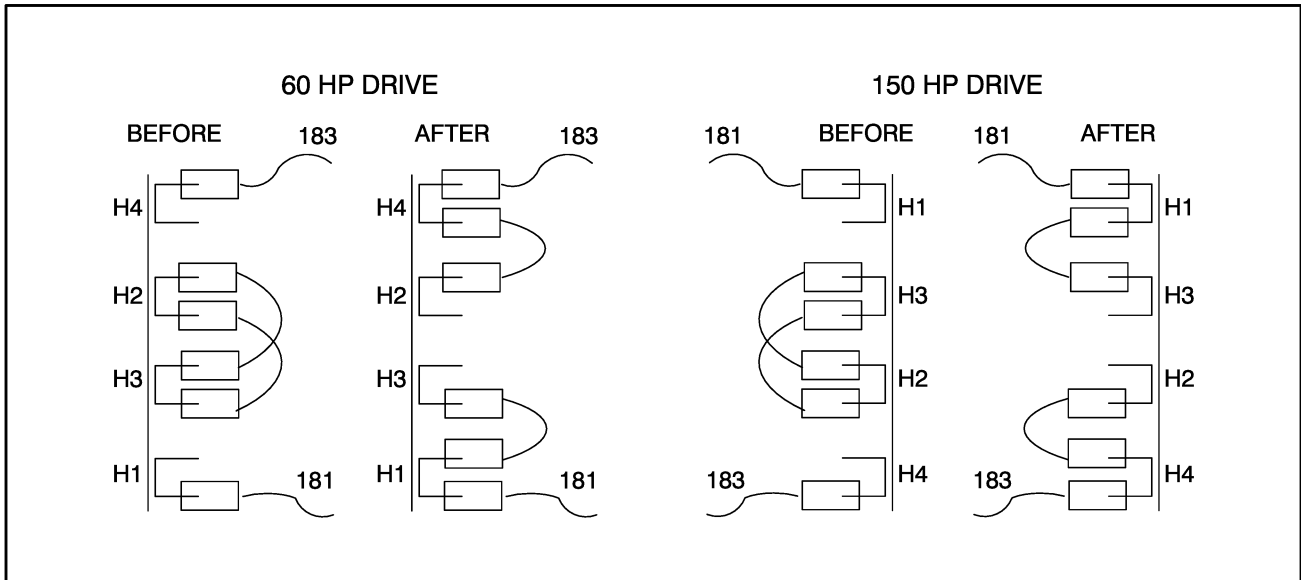 60 HP DRIVE 150 HP DRIVE
BEFORE 183 AFTER 183 181 BEFORE 181 AFTER
H4 H4 H1 H1
H2 H2 H3 H3
H3 H3 H2 H2
H1 181 H1 181 183 H4 183 H4